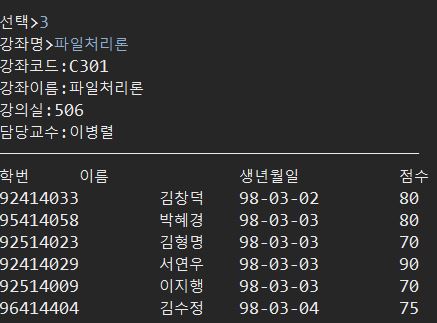 선택>3
강좌명>파일처리론
강좌코드:C301
강좌이름:파일처리론
강의실:506
담당교수:이병렬
학번 이름 생년월일 점수
92414033 김창덕 98-03-02 80
95414058 박혜경 98-03-03 80
92514023 김형명 98-03-03 70
92414029 서연우 98-03-03 90
92514009 이지행 98-03-03 70
96414404 김수정 98-03-04 75